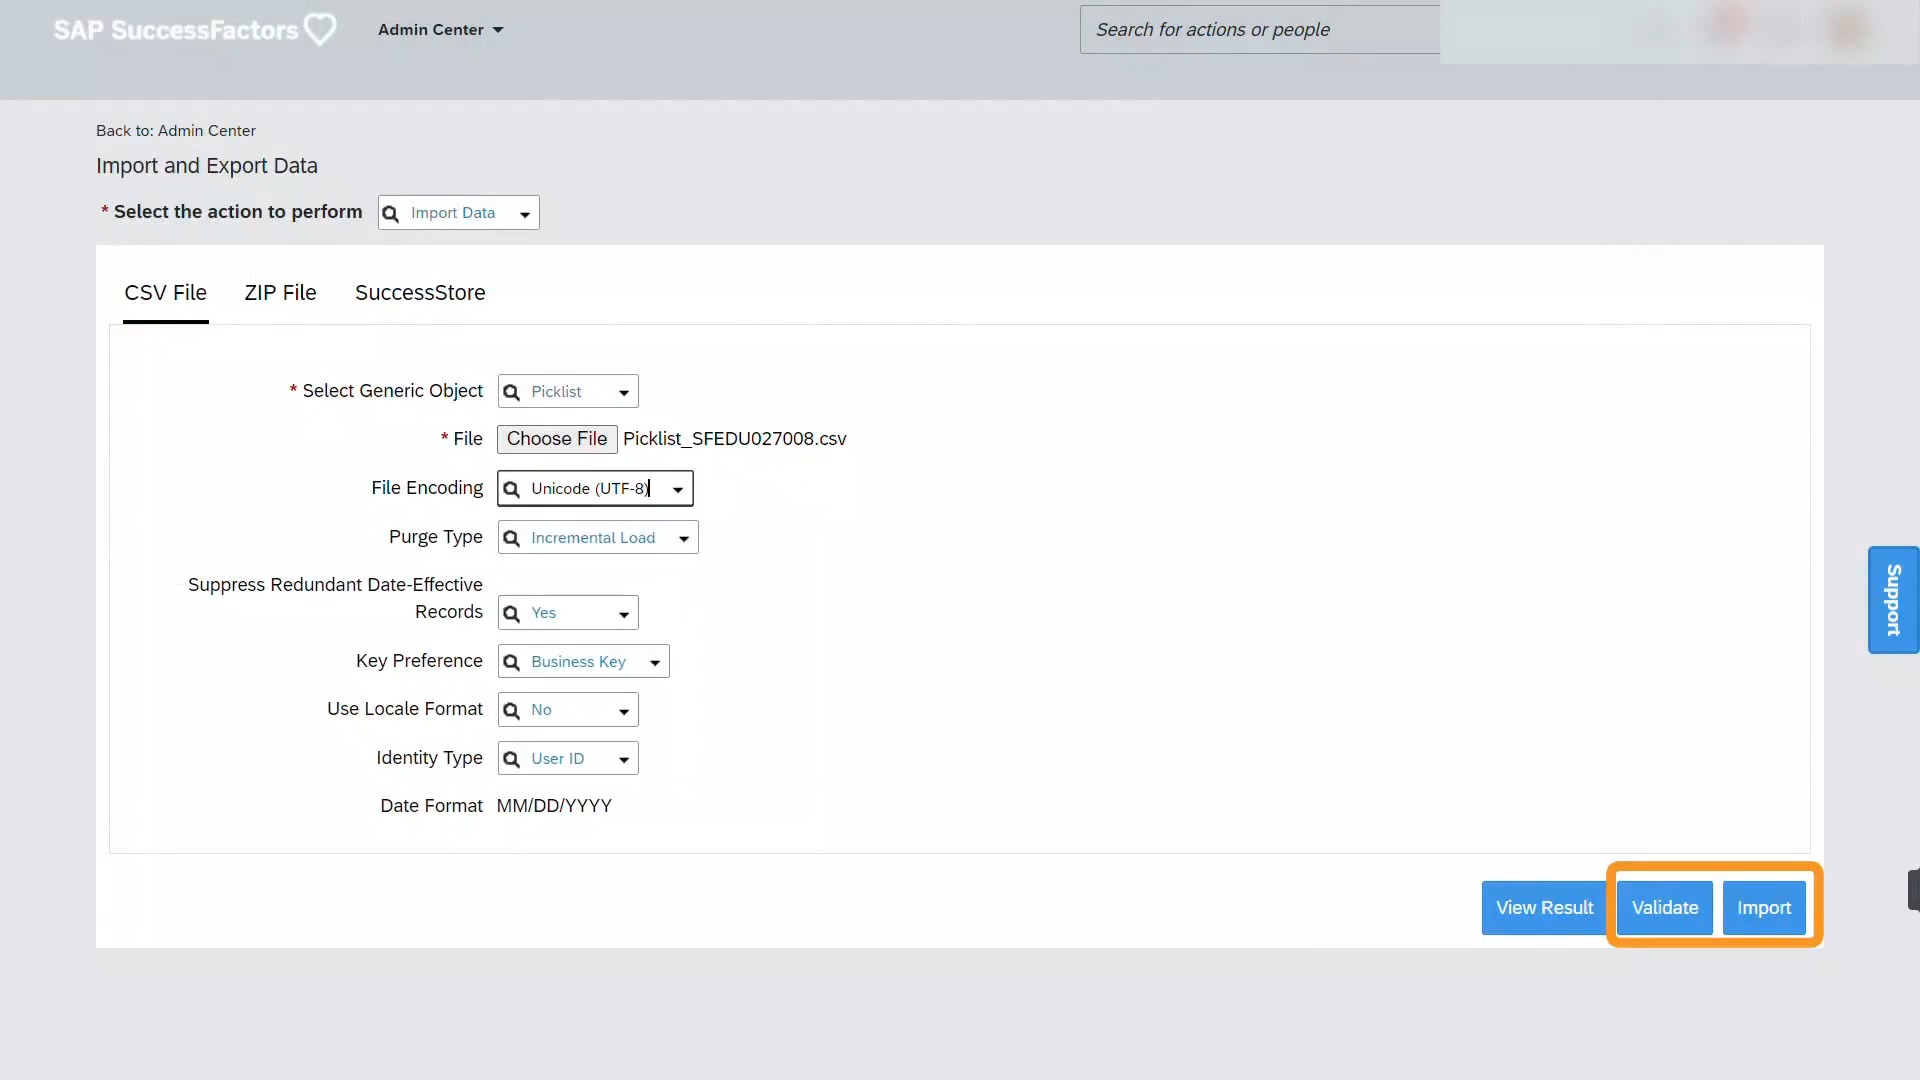 SAP SuccessFactors
Admin Center
Search for actions or people
Back to: Admin Center
Import and Export Data
* Select the action to perform Import Data
CSV File ZIP File SuccessStore
* Select Generic Object Picklist
* File Choose File Picklist_SFEDU027008.csv
File Encoding Unicode (UTF-8)
Purge Type Incremental Load
Suppress Redundant Date-Effective
Records Yes
Key Preference Business Key
Use Locale Format No
Identity Type User ID
Date Format MM/DD/YYYY
Support
View Result Validate Import